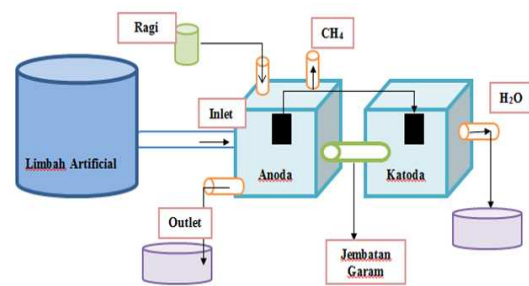 Ragi
CH₄
H₂O
Inlet
Limbah Artificial
Anoda
Katoda
Outlet
Jembatan
Garam